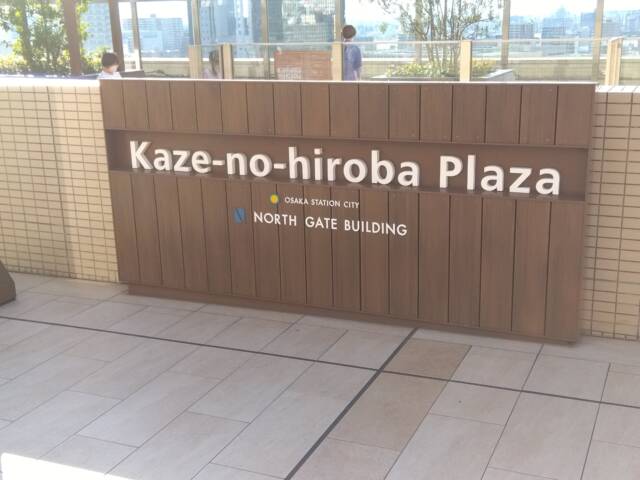 Kaze-no-hiroba Plaza
OSAKA STATION CITY
NORTH GATE BUILDING